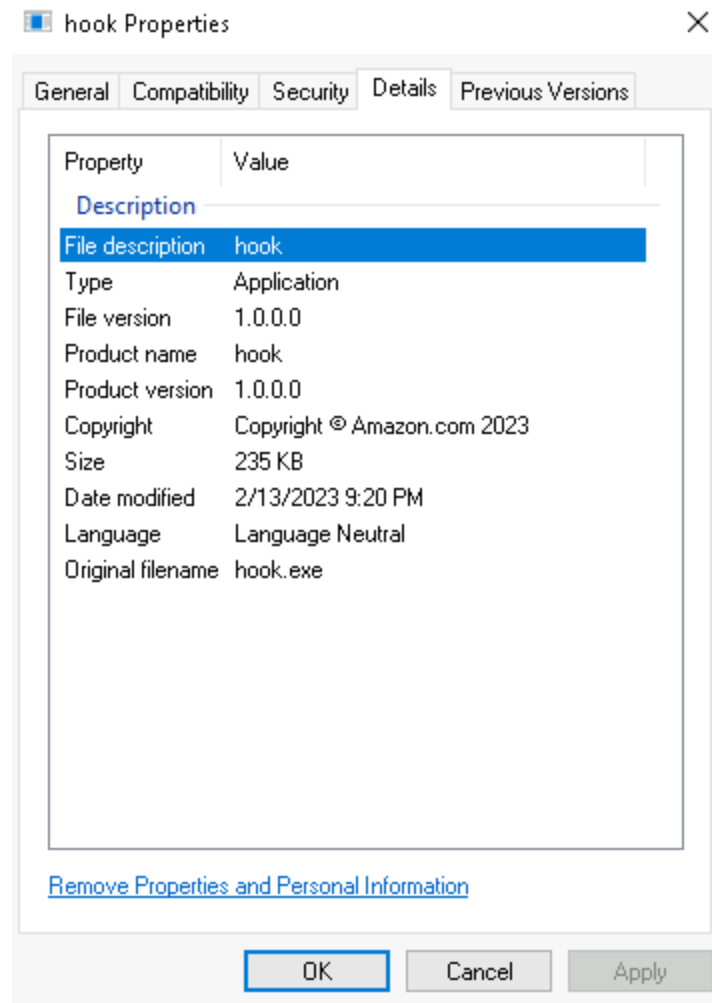 hook Properties
General Compatibility Security Details Previous Versions
Property Value
Description
File description hook
Type Application
File version 1.0.0.0
Product name hook
Product version 1.0.0.0
Copyright Copyright © Amazon.com 2023
Size 235 KB
Date modified 2/13/2023 9:20 PM
Language Language Neutral
Original filename hook.exe
Remove Properties and Personal Information
OK Cancel Apply